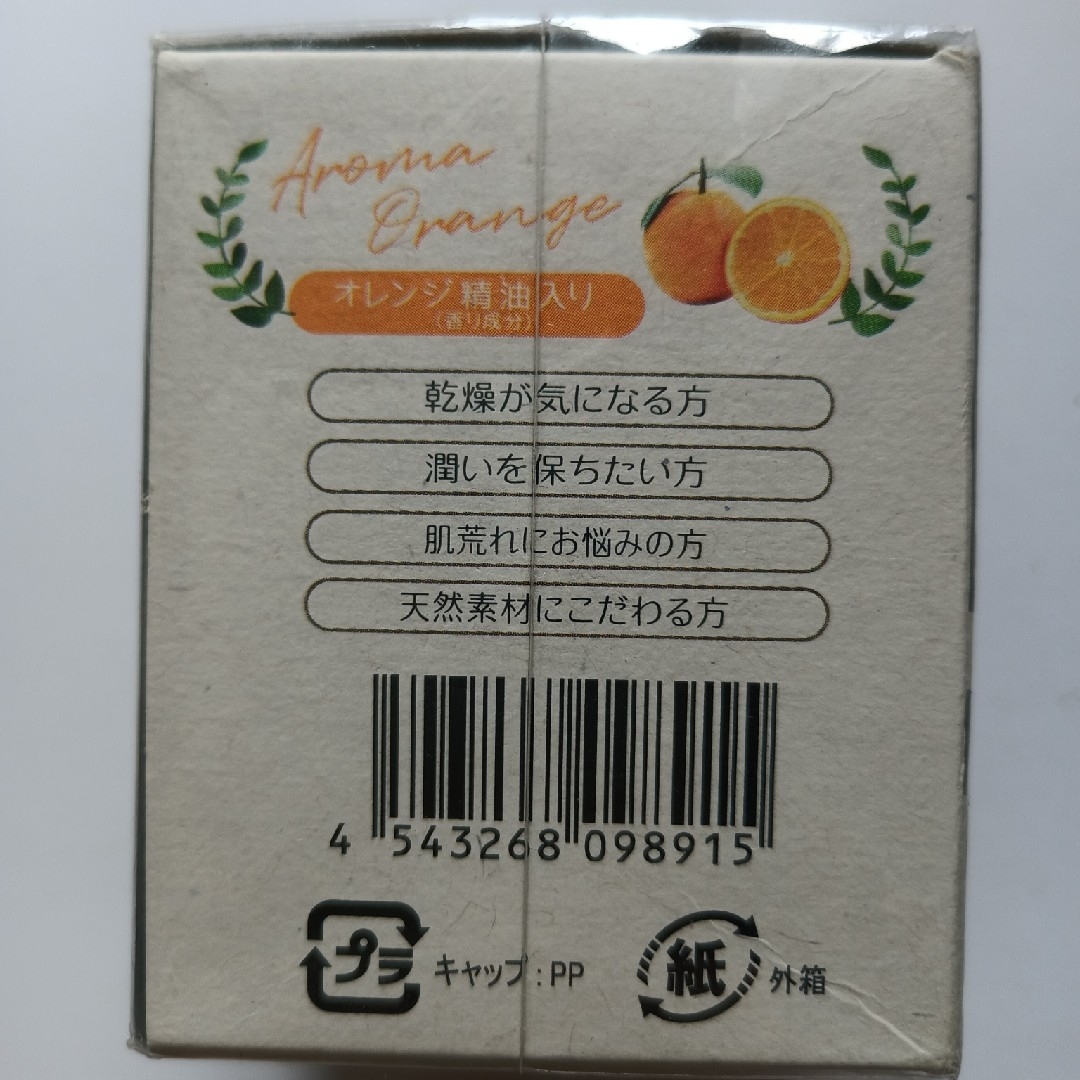 Aroma
Orange
オレンジ精油入り
(香り成分)
乾燥が気になる方
潤いを保ちたい方
肌荒れにお悩みの方
天然素材にこだわる方
4 543268 098915
プラ キャップ:PP
紙 外箱